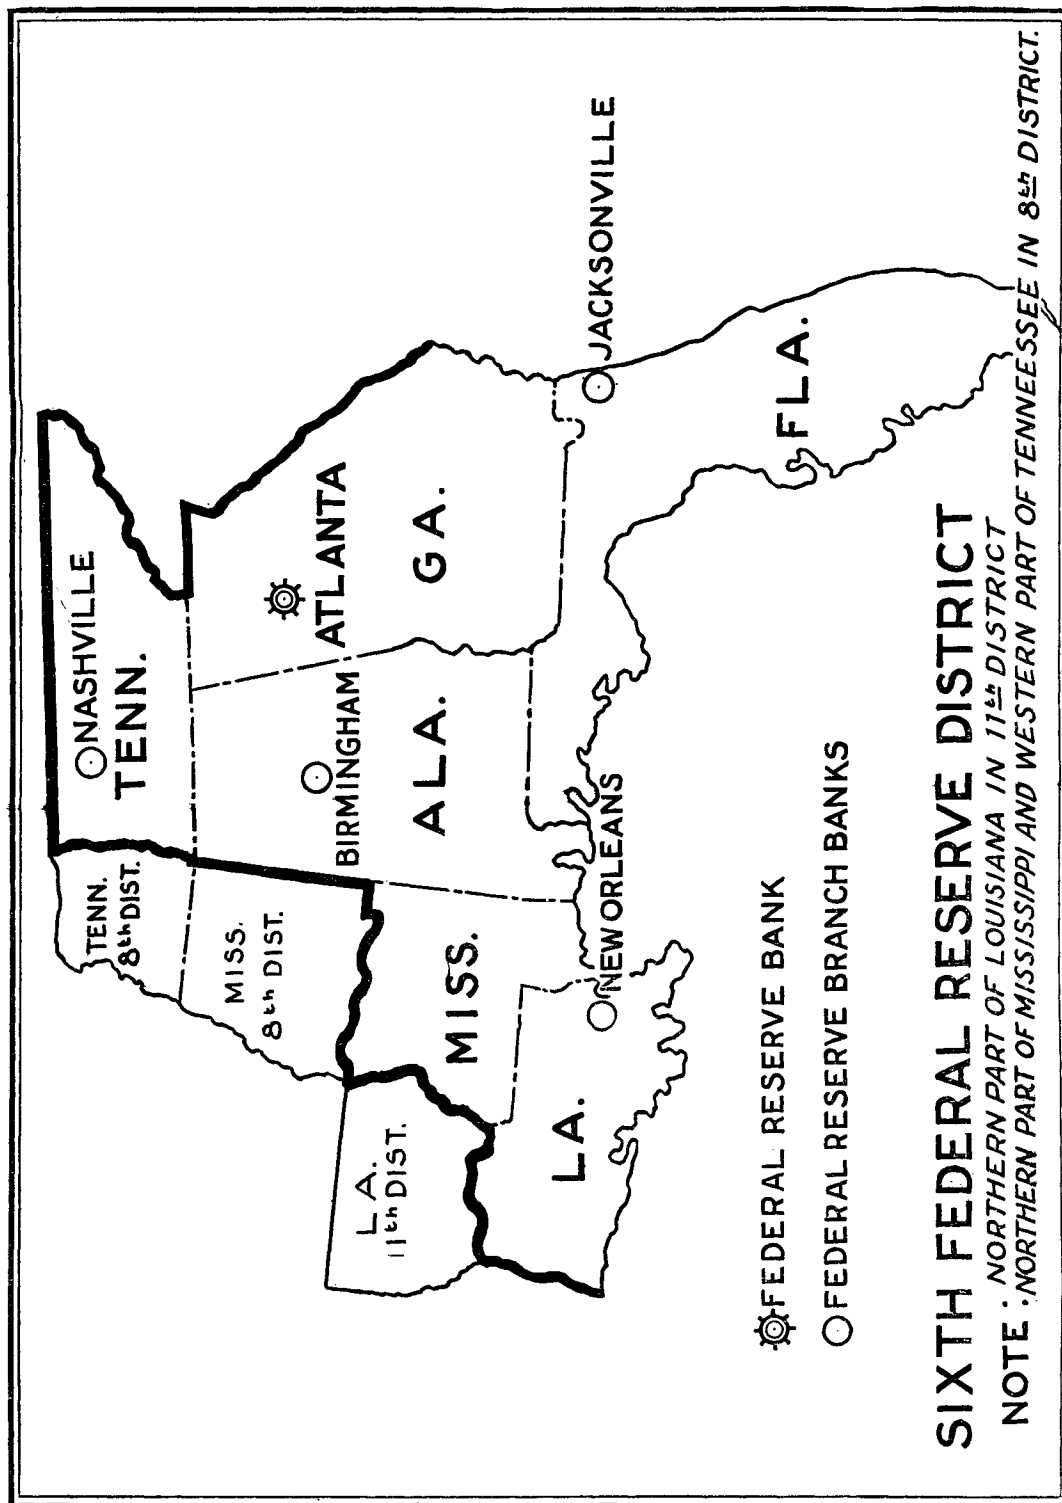 NASHVILLE
TENN.
TENN.
8th DIST.
MISS.
8th DIST.
ATLANTA
BIRMINGHAM
GA.
ALA.
MISS.
LA.
11th DIST.
JACKSONVILLE
NEW ORLEANS
LA.
FLA.
FEDERAL RESERVE BANK
FEDERAL RESERVE BRANCH BANKS
SIXTH FEDERAL RESERVE DISTRICT
NOTE · NORTHERN PART OF LOUISIANA IN 11th DISTRICT
· NORTHERN PART OF MISSISSIPPI AND WESTERN PART OF TENNEESSEE IN 8th DISTRICT.